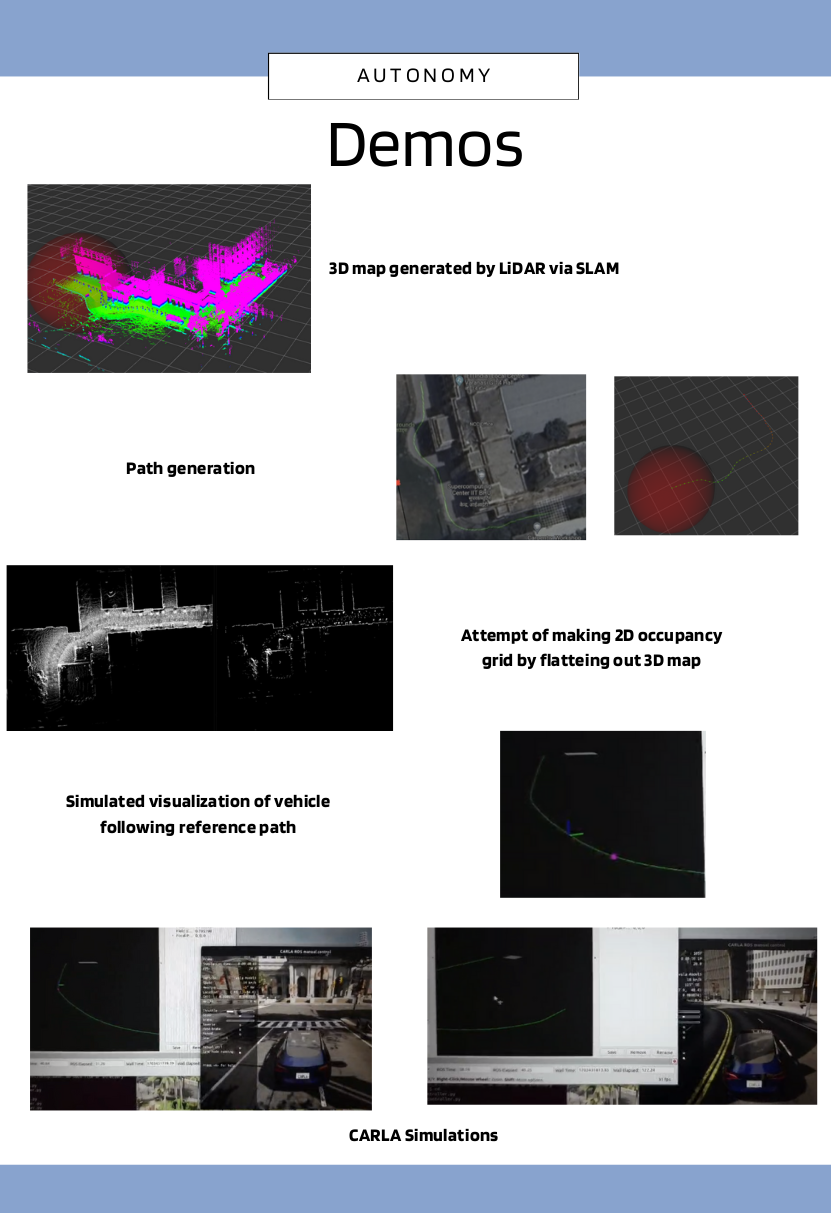 AUTONOMY
Demos
3D map generated by LiDAR via SLAM
Path generation
Attempt of making 2D occupancy
grid by flatteing out 3D map
Simulated visualization of vehicle
following reference path
CARLA Simulations